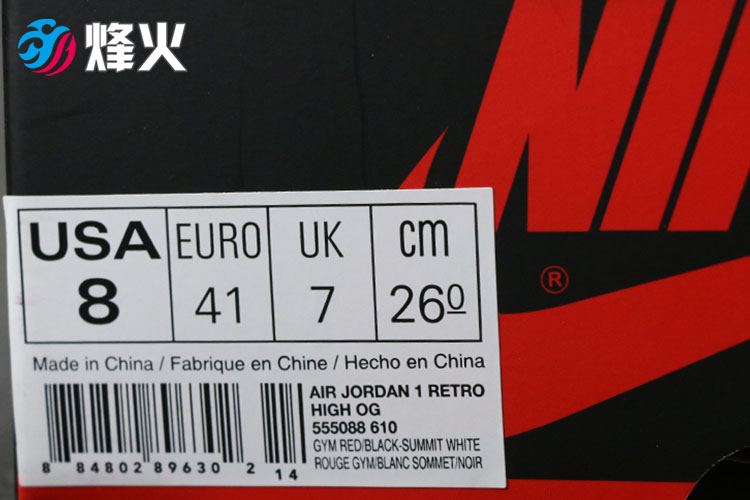 烽火
NIK
®
USA EURO UK cm
8 41 7 26⁰
Made in China / Fabrique en Chine / Hecho en China
AIR JORDAN 1 RETRO
HIGH OG
555088 610
GYM RED/BLACK-SUMMIT WHITE
ROUGE GYM/BLANC SOMMET/NOIR
8 84802 89630 2 14